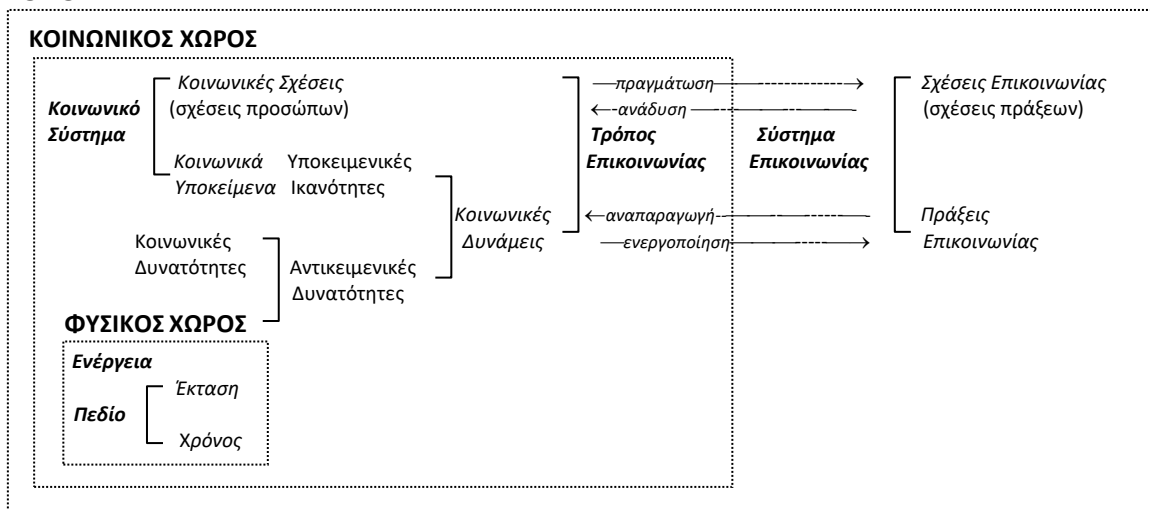 ΚΟΙΝΩΝΙΚΟΣ ΧΩΡΟΣ
Κοινωνικές Σχέσεις —πραγμάτωση Σχέσεις Επικοινωνίας
Κοινωνικό (σχέσεις προσώπων) ανάδυση (σχέσεις πράξεων)
Σύστημα Τρόπος Σύστημα
Κοινωνικά Υποκειμενικές Επικοινωνίας Επικοινωνίας
Υποκείμενα Ικανότητες
Κοινωνικές ←αναπαραγωγή Πράξεις
Κοινωνικές Δυνάμεις —ενεργοποίηση Επικοινωνίας
Δυνατότητες Αντικειμενικές
Δυνατότητες
ΦΥΣΙΚΟΣ ΧΩΡΟΣ
Ενέργεια
Έκταση
Πεδίο
Χρόνος